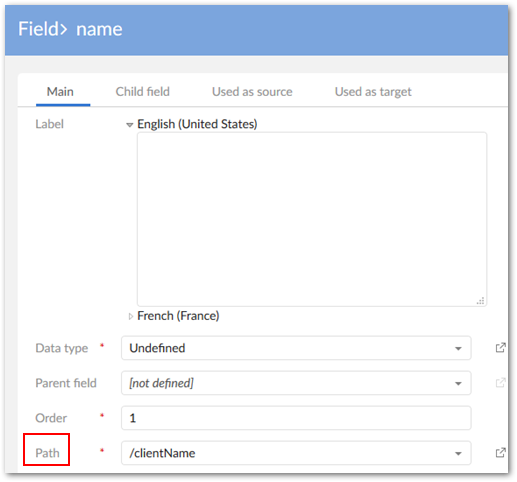 Field> name
Main Child field Used as source Used as target
Label English (United States)
French (France)
Data type * Undefined
Parent field [not defined]
Order * 1
Path * /clientName